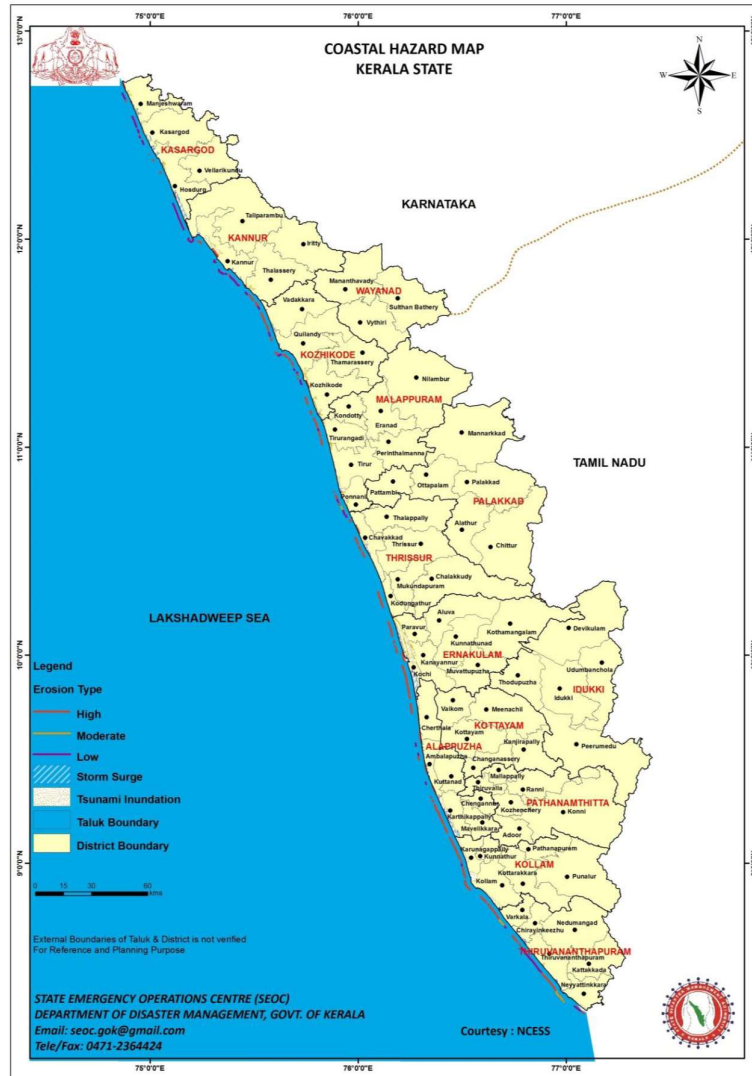 75°0'0"E 76°0'0"E 77°0'0"E
COASTAL HAZARD MAP
KERALA STATE
N
W E
S
13°0'0"N
Manjeshwaram
Kasargod
KASARGOD
Vellarikundu
Hosdurg
KARNATAKA
12°0'0"N
Taliparambu
KANNUR
Iritty
Kannur
Thalassery
Mananthavady
WAYANAD
Sulthan Bathery
Vadakkara
Vythiri
Quilandy
KOZHIKODE
Thamarassery
Nilambur
Kozhikode
MALAPPURAM
Kondotty
Eranad
Tirurangadi
Mannarkkad
11°0'0"N
Perinthalmanna
TAMIL NADU
Tirur
Ottapalam
Palakkad
Pattambi
PALAKKAD
Ponnani
Thalappally
Alathur
Chavakkad
Thrissur
Chittur
THRISSUR
Mukundapuram
Chalakkudy
Kodungathur
LAKSHADWEEP SEA
Aluva
Paravur
Kothamangalam
Devikulam
Kunnathunad
10°0'0"N
ERNAKULAM
Kanayannur
Muvattupuzha
Udumbanchola
Kochi
Thodupuzha
IDUKKI
Idukki
Vaikom
Meenachil
Cherthala
KOTTAYAM
Kottayam
ALAPPUZHA
Kanjirapally
Peerumedu
Ambalapuzha
Changanassery
Mallappally
Kuttanad
Thiruvalla
Ranni
Chengannur
PATHANAMTHITTA
Kozhenchery
Karthikappally
Konni
Mavelikkara
Adoor
9°0'0"N
Karunagappally
Pathanapuram
Kunnathur
KOLLAM
Kottarakkara
Punalur
Kollam
Varkala
Nedumangad
Chirayinkeezhu
THIRUVANANTHAPURAM
Thiruvananthapuram
Kattakkada
Neyyattinkkara
Legend
Erosion Type
High
Moderate
Low
Storm Surge
Tsunami Inundation
Taluk Boundary
District Boundary
0 15 30 60
kms
External Boundaries of Taluk & District is not verified
For Reference and Planning Purpose
STATE EMERGENCY OPERATIONS CENTRE (SEOC)
DEPARTMENT OF DISASTER MANAGEMENT, GOVT. OF KERALA
Email: seoc.gok@gmail.com
Tele/Fax: 0471-2364424
Courtesy : NCESS
75°0'0"E 76°0'0"E 77°0'0"E